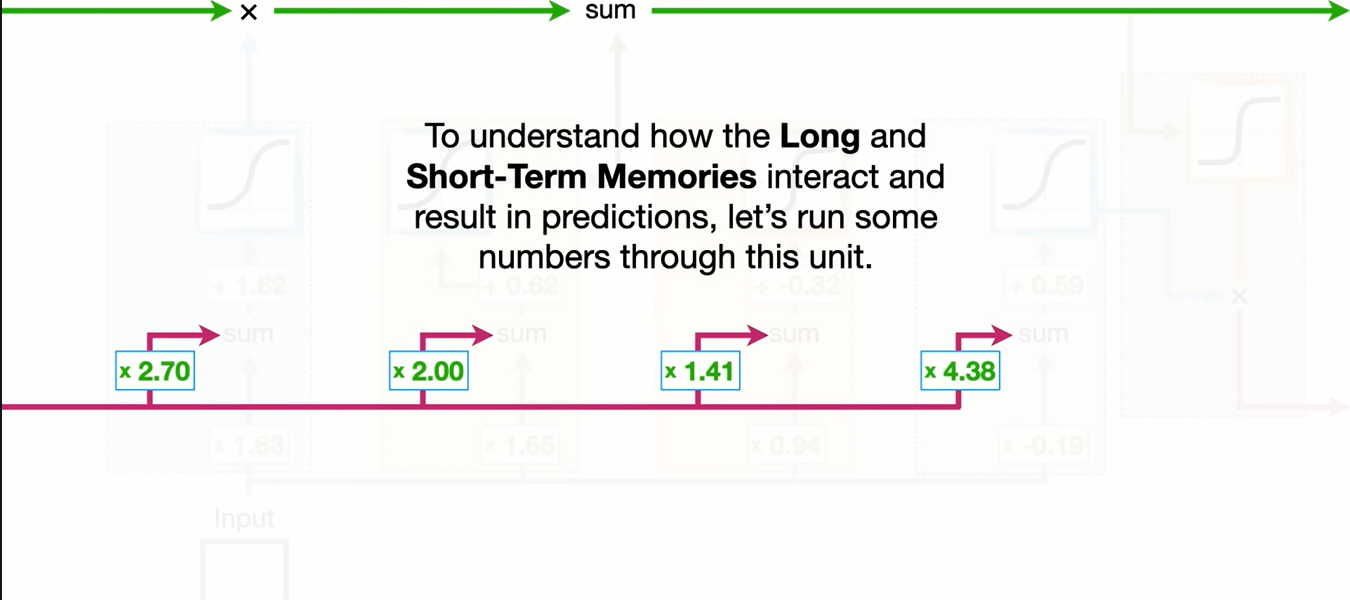 × sum
To understand how the Long and
Short-Term Memories interact and
result in predictions, let’s run some
numbers through this unit.
+ 1.62 + 0.62 + -0.32 + 0.59
×
sum sum sum sum
x 2.70 x 2.00 x 1.41 x 4.38
x 1.63 x 1.65 x 0.94 x -0.19
Input